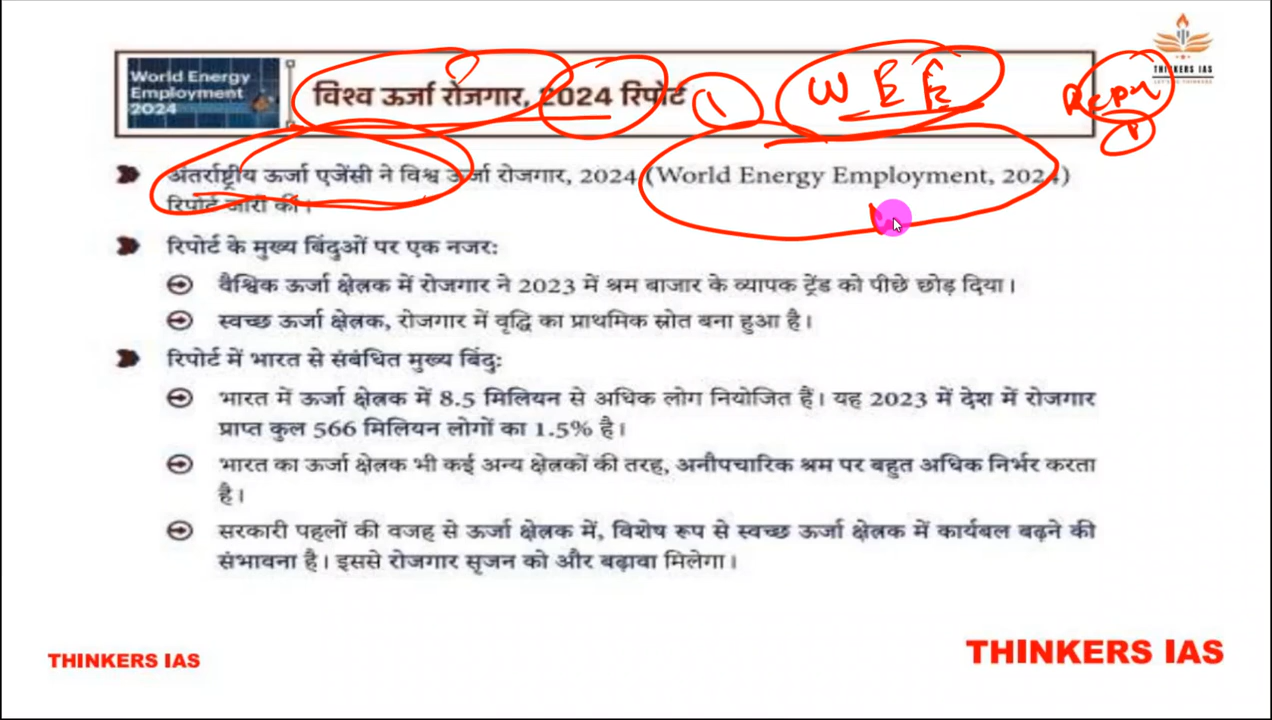 World Energy
Employment
2024
विश्व ऊर्जा रोजगार, 2024 रिपोर्ट
1
W E E
Report
THINKERS IAS
अंतर्राष्ट्रीय ऊर्जा एजेंसी ने विश्व ऊर्जा रोजगार, 2024 (World Energy Employment, 2024)
रिपोर्ट जारी की।
रिपोर्ट के मुख्य बिंदुओं पर एक नजर:
वैश्विक ऊर्जा क्षेत्रक में रोजगार ने 2023 में श्रम बाजार के व्यापक ट्रेंड को पीछे छोड़ दिया।
स्वच्छ ऊर्जा क्षेत्रक, रोजगार में वृद्धि का प्राथमिक स्रोत बना हुआ है।
रिपोर्ट में भारत से संबंधित मुख्य बिंदु:
भारत में ऊर्जा क्षेत्रक में 8.5 मिलियन से अधिक लोग नियोजित हैं। यह 2023 में देश में रोजगार
प्राप्त कुल 566 मिलियन लोगों का 1.5% है।
भारत का ऊर्जा क्षेत्रक भी कई अन्य क्षेत्रकों की तरह, अनौपचारिक श्रम पर बहुत अधिक निर्भर करता
है।
सरकारी पहलों की वजह से ऊर्जा क्षेत्रक में, विशेष रूप से स्वच्छ ऊर्जा क्षेत्रक में कार्यबल बढ़ने की
संभावना है। इससे रोजगार सृजन को और बढ़ावा मिलेगा।
THINKERS IAS
THINKERS IAS